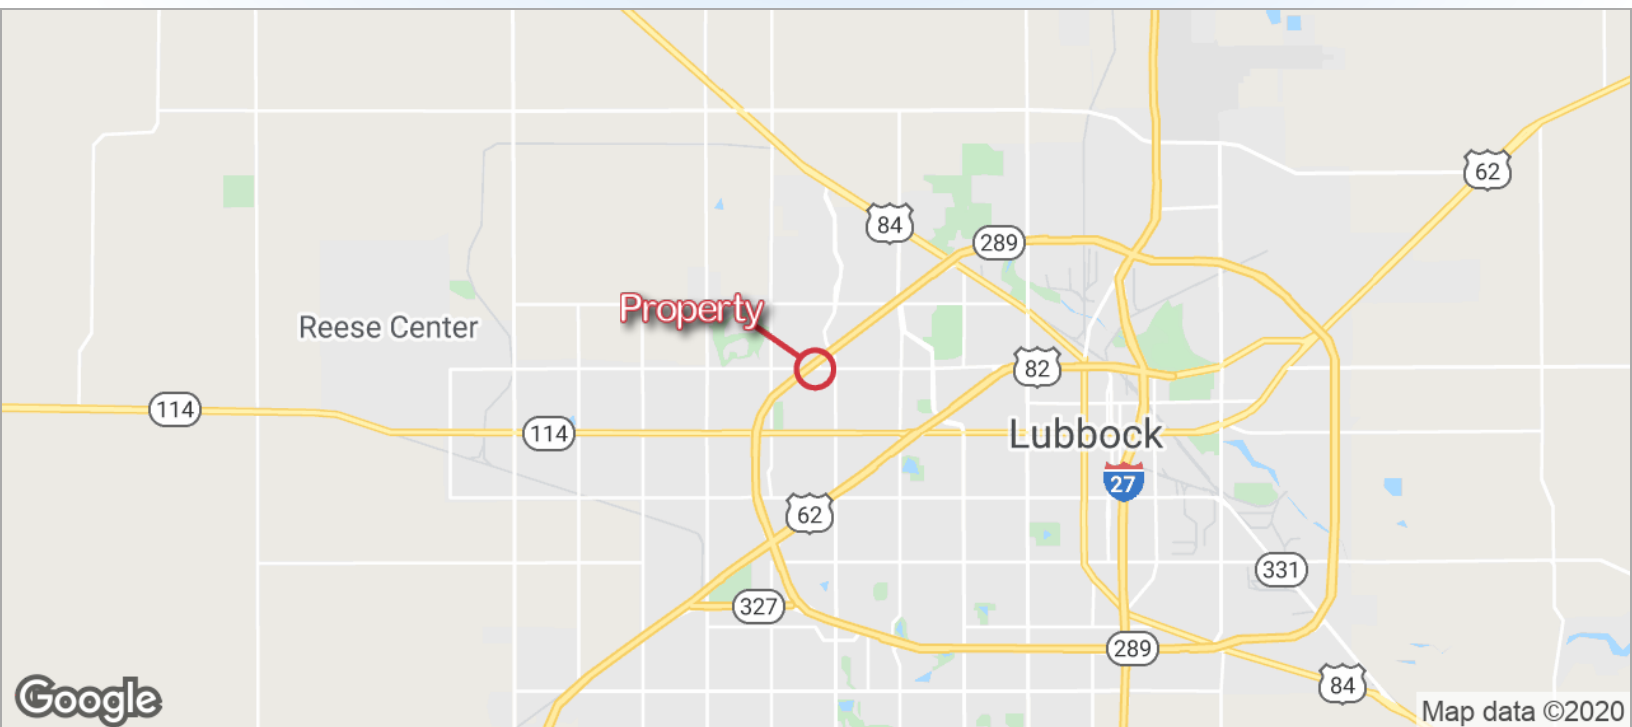 62
84
289
Property
Reese Center
82
114
114
Lubbock
27
62
331
327
289
84
Google
Map data ©2020